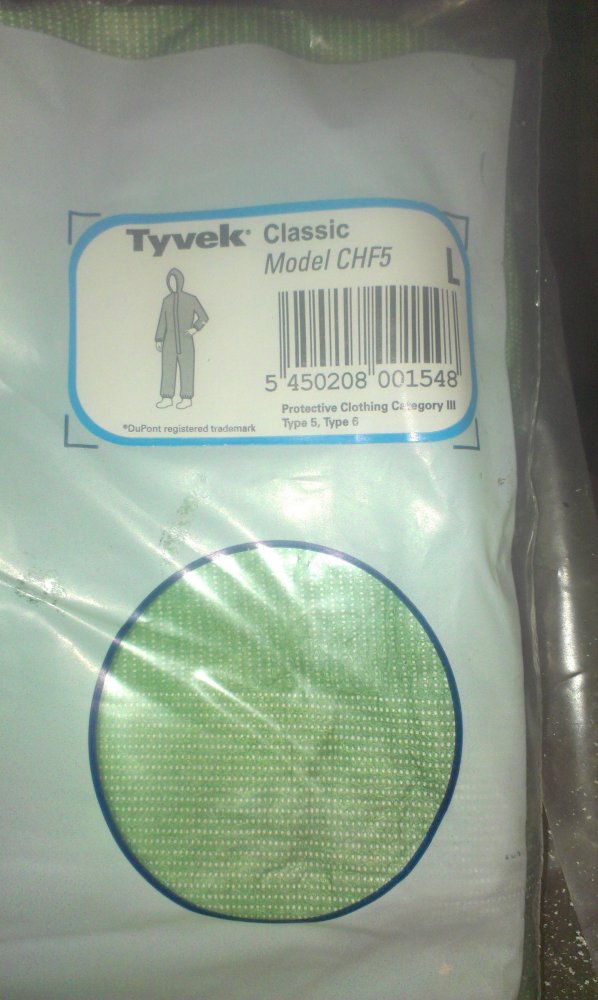 Tyvek® Classic
Model CHF5
L
5 450208 001548
Protective Clothing Category III
Type 5, Type 6
®DuPont registered trademark